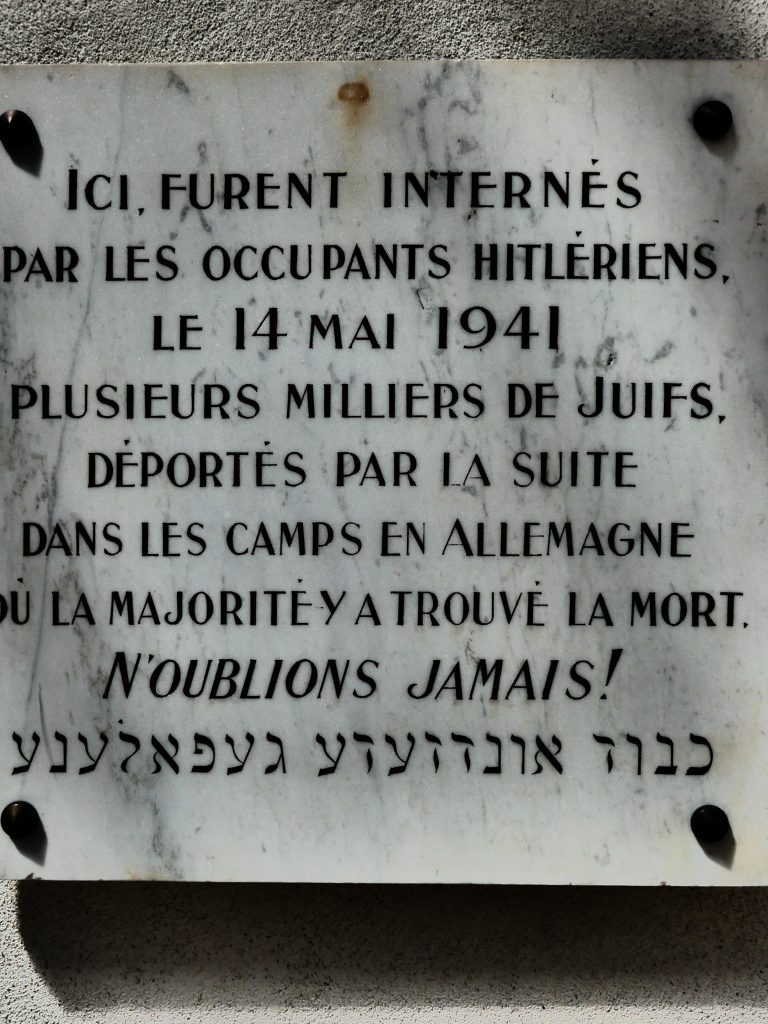 ICI, FURENT INTERNÉS
PAR LES OCCUPANTS HITLÉRIENS,
LE 14 MAI 1941
PLUSIEURS MILLIERS DE JUIFS,
DÉPORTÉS PAR LA SUITE
DANS LES CAMPS EN ALLEMAGNE
OÙ LA MAJORITÉ Y A TROUVÉ LA MORT.
N'OUBLIONS JAMAIS!
כבוד אונדזערע געפאלענע